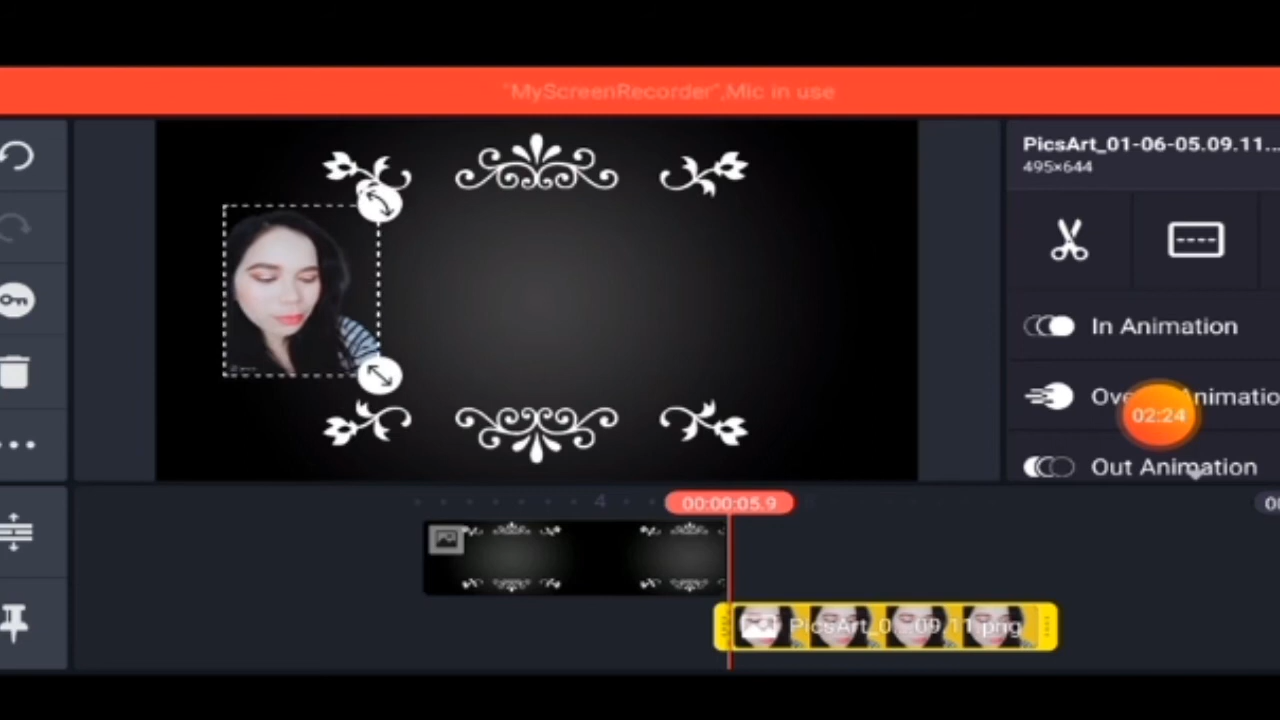 "MyScreenRecorder",Mic in use
PicsArt_01-06-05.09.11...
495×644
In Animation
Ove nimatio
02:24
Out Animation
4
00:00:05.9
PicsArt_0...09.11.png